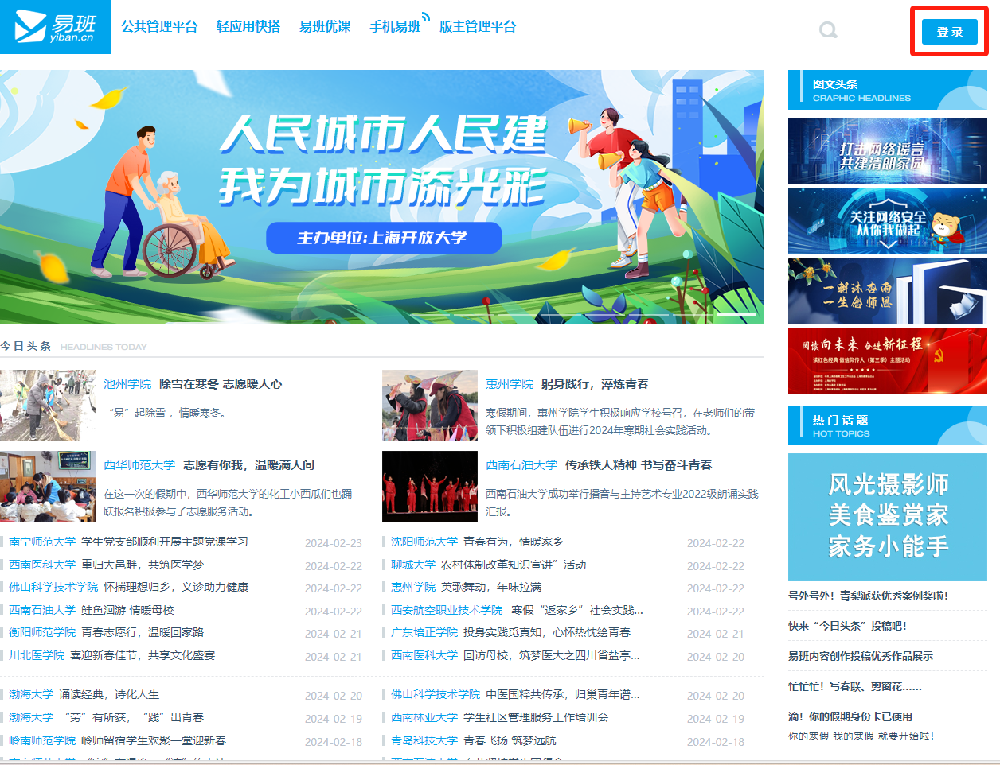 易班
yiban.cn
公共管理平台 轻应用快搭 易班优课 手机易班 版主管理平台
登 录
人民城市人民建
我为城市添光彩
主办单位:上海开放大学
图文头条
CRAPHIC HEADLINES
打击网络谣言
共建清朗家园
关注网络安全
从你我做起
一朝沐杏雨
一生念师恩
阅读向未来 奋进新征程
读红色经典 做信仰传人（第三季）主题活动
今日头条 HEADLINES TODAY
池州学院 除雪在寒冬 志愿暖人心
“易”起除雪 ，情暖寒冬。
惠州学院 躬身践行，淬炼青春
寒假期间，惠州学院学生积极响应学校号召，在老师们的带
领下积极组建队伍进行2024年寒期社会实践活动。
西华师范大学 志愿有你我，温暖满人间
在这一次的假期中，西华师范大学的化工小西瓜们也踊
跃报名积极参与了志愿服务活动。
西南石油大学 传承铁人精神 书写奋斗青春
西南石油大学成功举行播音与主持艺术专业2022级朗诵实践
汇报。
南宁师范大学 学生党支部顺利开展主题党课学习 2024-02-23
西南医科大学 重归大邑畔，共筑医学梦 2024-02-22
佛山科学技术学院 怀揣理想归乡，义诊助力健康 2024-02-22
西南石油大学 鲑鱼洄游 情暖母校 2024-02-22
衡阳师范学院 青春志愿行，温暖回家路 2024-02-21
川北医学院 喜迎新春佳节，共享文化盛宴 2024-02-21
沈阳师范大学 青春有为，情暖家乡 2024-02-22
聊城大学 农村体制改革知识宣讲”活动 2024-02-22
惠州学院 英歌舞动，年味拉满 2024-02-22
西安航空职业技术学院 寒假“返家乡”社会实践... 2024-02-22
广东培正学院 投身实践觅真知，心怀热忱绘青春 2024-02-21
西南医科大学 回访母校，筑梦医大之四川省盐亭... 2024-02-20
渤海大学 诵读经典，诗化人生 2024-02-20
渤海大学 “劳”有所获，“践”出青春 2024-02-19
岭南师范学院 岭师留宿学生欢聚一堂迎新春 2024-02-18
佛山科学技术学院 中医国粹共传承，归巢青年谱... 2024-02-20
西南林业大学 学生社区管理服务工作培训会 2024-02-19
青岛科技大学 青春飞扬 筑梦远航 2024-02-18
热门话题
HOT TOPICS
风光摄影师
美食鉴赏家
家务小能手
号外号外！青梨派获优秀案例奖啦！
快来“今日头条”投稿吧！
易班内容创作投稿优秀作品展示
忙忙忙！写春联、剪窗花......
滴！你的假期身份卡已使用
你的寒假 我的寒假 就要开始啦！